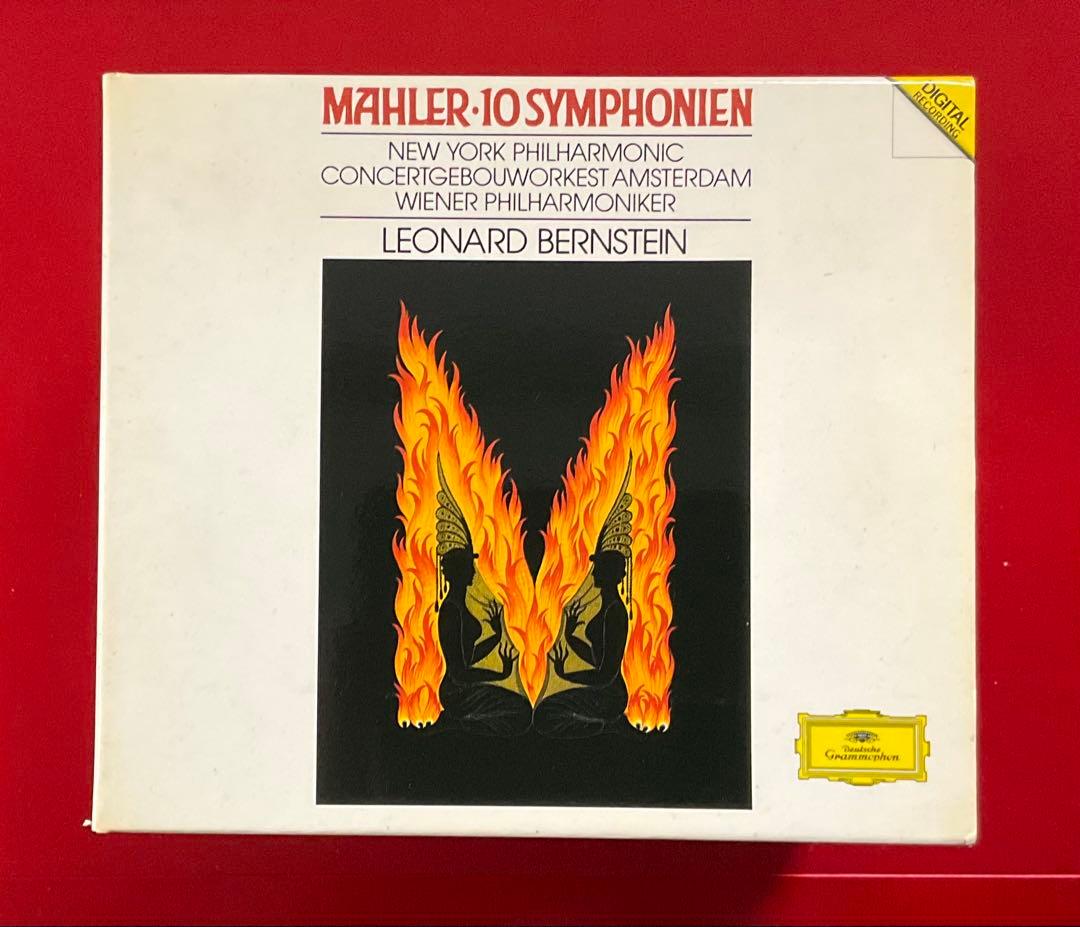 MAHLER·10 SYMPHONIEN
DIGITAL
RECORDING
NEW YORK PHILHARMONIC
CONCERTGEBOUWORKEST AMSTERDAM
WIENER PHILHARMONIKER
LEONARD BERNSTEIN
Deutsche
Grammophon